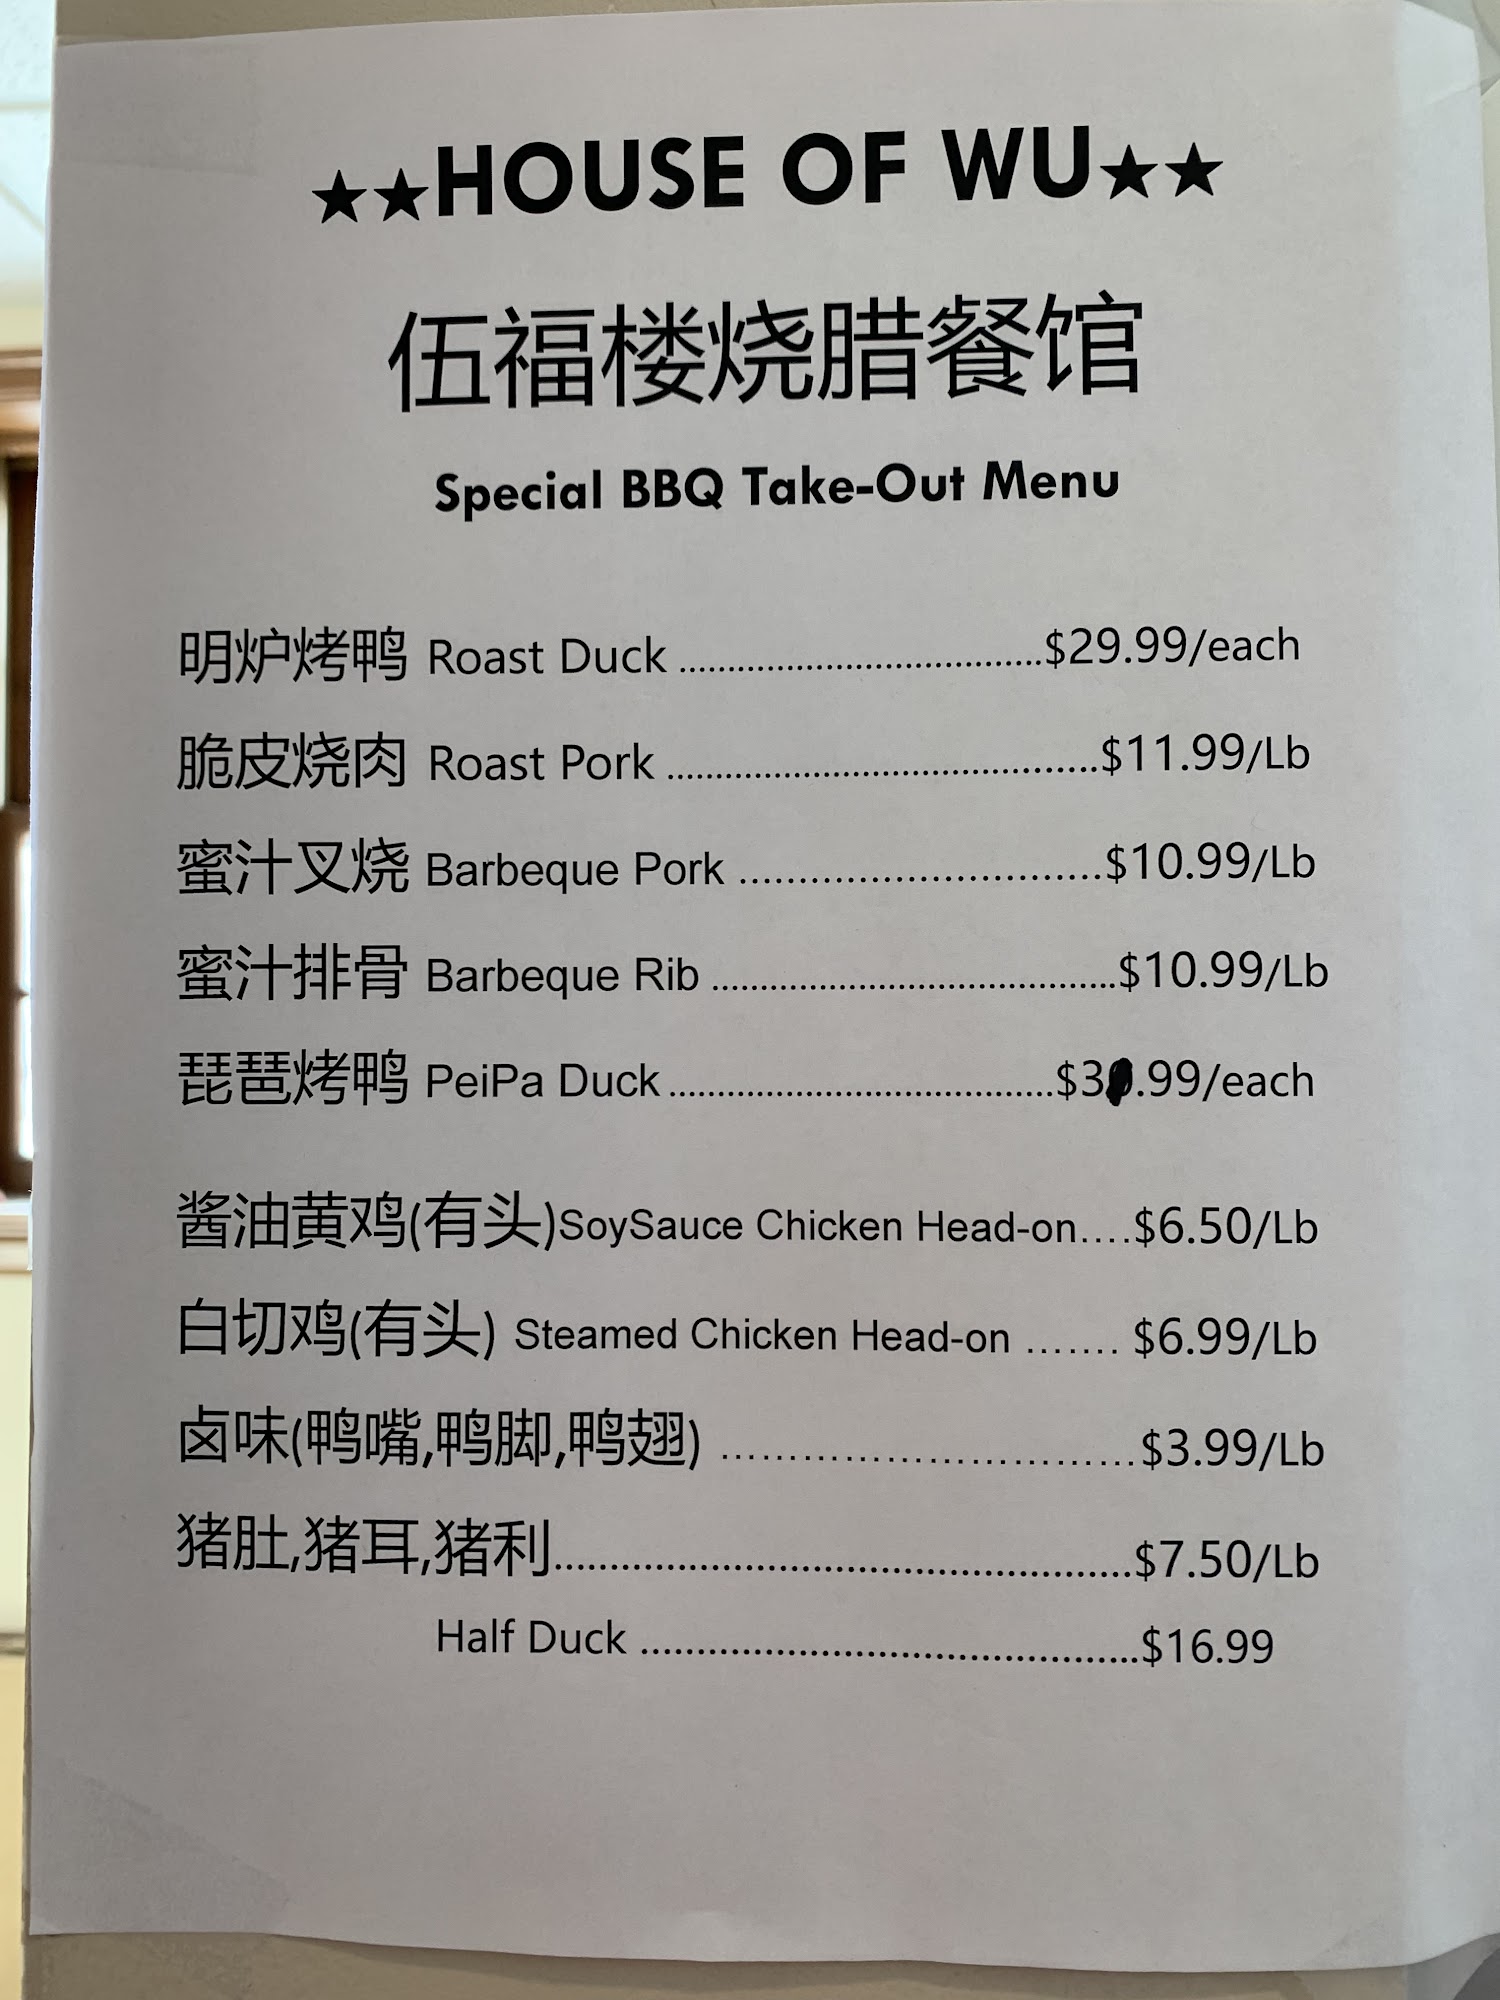 ★★HOUSE OF WU★★
伍福楼烧腊餐馆
Special BBQ Take-Out Menu
明炉烤鸭 Roast Duck ........................................$29.99/each
脆皮烧肉 Roast Pork ...............................................$11.99/Lb
蜜汁叉烧 Barbeque Pork ....................................$10.99/Lb
蜜汁排骨 Barbeque Rib ............................................$10.99/Lb
琵琶烤鸭 PeiPa Duck..........................................
酱油黄鸡(有头)SoySauce Chicken Head-on....$6.50/Lb
白切鸡(有头) Steamed Chicken Head-on ....... $6.99/Lb
卤味(鸭嘴,鸭脚,鸭翅) ....................................$3.99/Lb
猪肚,猪耳,猪利...............................................................$7.50/Lb
Half Duck ......................................................$16.99